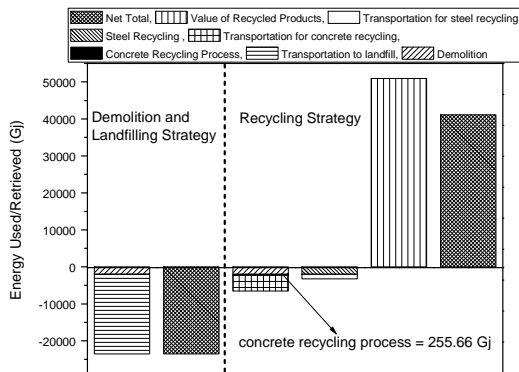 Net Total, Value of Recycled Products, Transportation for steel recycling
Steel Recycling , Transportation for concrete recycling,
Concrete Recycling Process, Transportation to landfill, Demolition
50000
40000
30000
20000
10000
0
-10000
-20000
Energy Used/Retrieved (Gj)
Demolition and
Landfilling Strategy
Recycling Strategy
concrete recycling process = 255.66 Gj